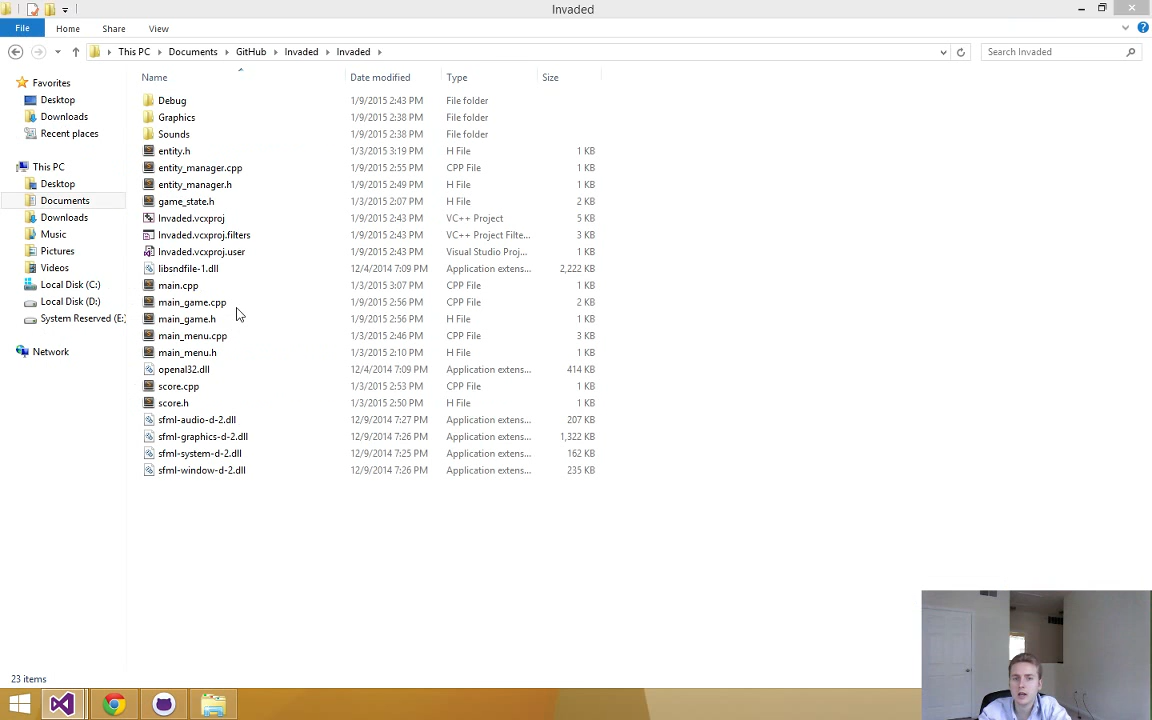 Invaded
File Home Share View
This PC Documents GitHub Invaded Invaded Search Invaded
Name Date modified Type Size
Favorites
Desktop
Downloads
Recent places
This PC
Desktop
Documents
Downloads
Music
Pictures
Videos
Local Disk (C:)
Local Disk (D:)
System Reserved (E:)
Network
Debug 1/9/2015 2:43 PM File folder
Graphics 1/9/2015 2:38 PM File folder
Sounds 1/9/2015 2:38 PM File folder
entity.h 1/3/2015 3:19 PM H File 1 KB
entity_manager.cpp 1/9/2015 2:55 PM CPP File 1 KB
entity_manager.h 1/9/2015 2:49 PM H File 1 KB
game_state.h 1/3/2015 2:07 PM H File 2 KB
Invaded.vcxproj 1/9/2015 2:43 PM VC++ Project 5 KB
Invaded.vcxproj.filters 1/9/2015 2:43 PM VC++ Project Filte... 3 KB
Invaded.vcxproj.user 1/9/2015 2:43 PM Visual Studio Proj... 1 KB
libsndfile-1.dll 12/4/2014 7:09 PM Application extens... 2,222 KB
main.cpp 1/3/2015 3:07 PM CPP File 1 KB
main_game.cpp 1/9/2015 2:56 PM CPP File 2 KB
main_game.h 1/9/2015 2:56 PM H File 1 KB
main_menu.cpp 1/3/2015 2:46 PM CPP File 3 KB
main_menu.h 1/3/2015 2:10 PM H File 1 KB
openal32.dll 12/4/2014 7:09 PM Application extens... 414 KB
score.cpp 1/3/2015 2:53 PM CPP File 1 KB
score.h 1/3/2015 2:50 PM H File 1 KB
sfml-audio-d-2.dll 12/9/2014 7:27 PM Application extens... 207 KB
sfml-graphics-d-2.dll 12/9/2014 7:26 PM Application extens... 1,322 KB
sfml-system-d-2.dll 12/9/2014 7:25 PM Application extens... 162 KB
sfml-window-d-2.dll 12/9/2014 7:26 PM Application extens... 235 KB
23 items